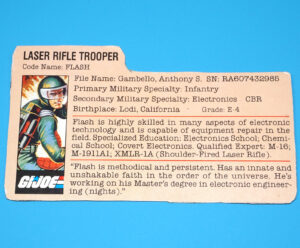 LASER RIFLE TROOPER
Code Name: FLASH
File Name: Gambello, Anthony S. SN: RA607432985
Primary Military Specialty: Infantry
Secondary Military Specialty: Electronics CBR
Birthplace: Lodi, California Grade: E-4
Flash is highly skilled in many aspects of electronic
technology and is capable of equipment repair in the
field. Specialized Education: Electronics School; Chemi-
cal School; Covert Electronics. Qualified Expert: M-16;
M-1911A1; XMLR-1A (Shoulder-Fired Laser Rifle).
"Flash is methodical and persistent. Has an innate and
unshakable faith in the order of the universe. He's
working on his Master's degree in electronic engineer-
ing (nights)."
GI JOE